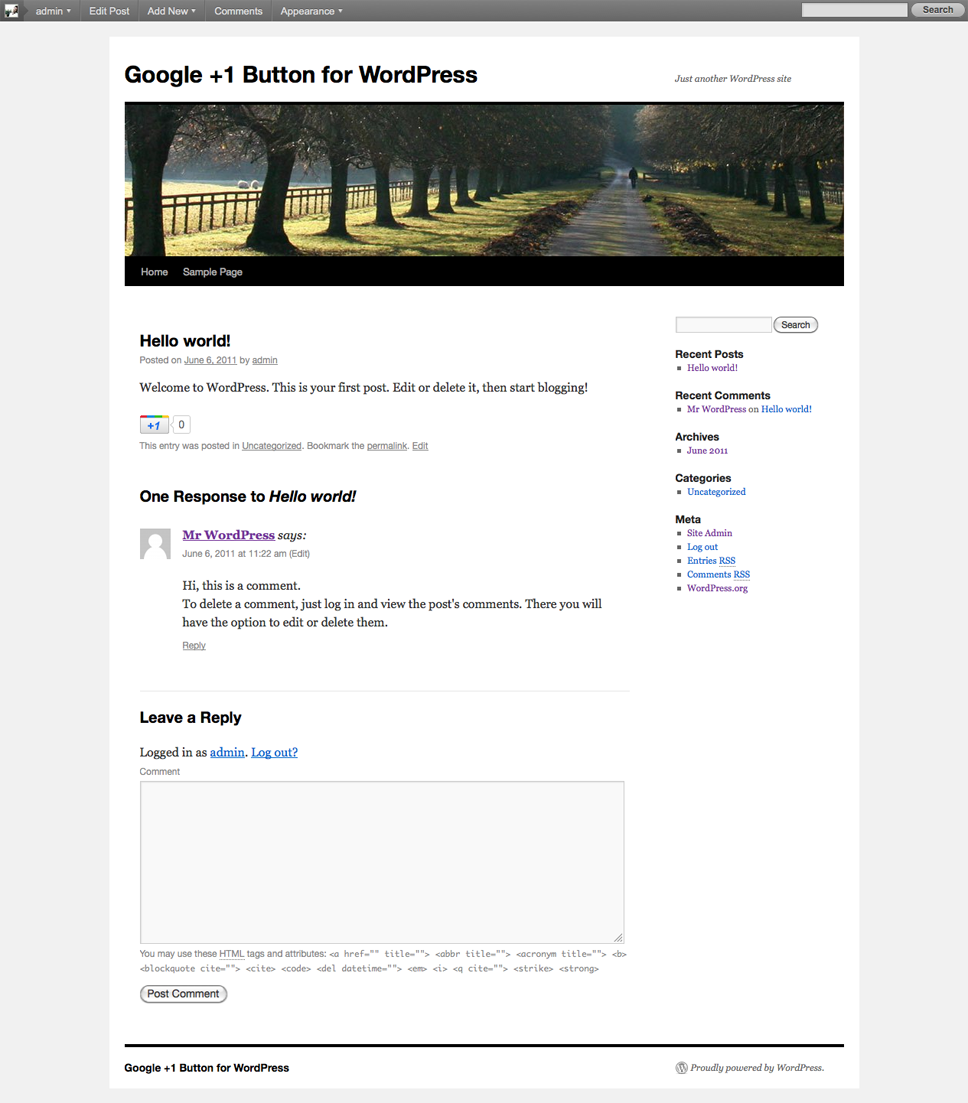 admin ▾ Edit Post Add New ▾ Comments Appearance ▾ Search
Google +1 Button for WordPress
Just another WordPress site
Home Sample Page
Hello world!
Posted on June 6, 2011 by admin
Welcome to WordPress. This is your first post. Edit or delete it, then start blogging!
+1 0
This entry was posted in Uncategorized. Bookmark the permalink. Edit
One Response to Hello world!
Mr WordPress says:
June 6, 2011 at 11:22 am (Edit)
Hi, this is a comment.
To delete a comment, just log in and view the post's comments. There you will
have the option to edit or delete them.
Reply
Leave a Reply
Logged in as admin. Log out?
Comment
You may use these HTML tags and attributes: <a href="" title=""> <abbr title=""> <acronym title=""> <b>
<blockquote cite=""> <cite> <code> <del datetime=""> <em> <i> <q cite=""> <strike> <strong>
Post Comment
Search
Recent Posts
Hello world!
Recent Comments
Mr WordPress on Hello world!
Archives
June 2011
Categories
Uncategorized
Meta
Site Admin
Log out
Entries RSS
Comments RSS
WordPress.org
Google +1 Button for WordPress
Proudly powered by WordPress.